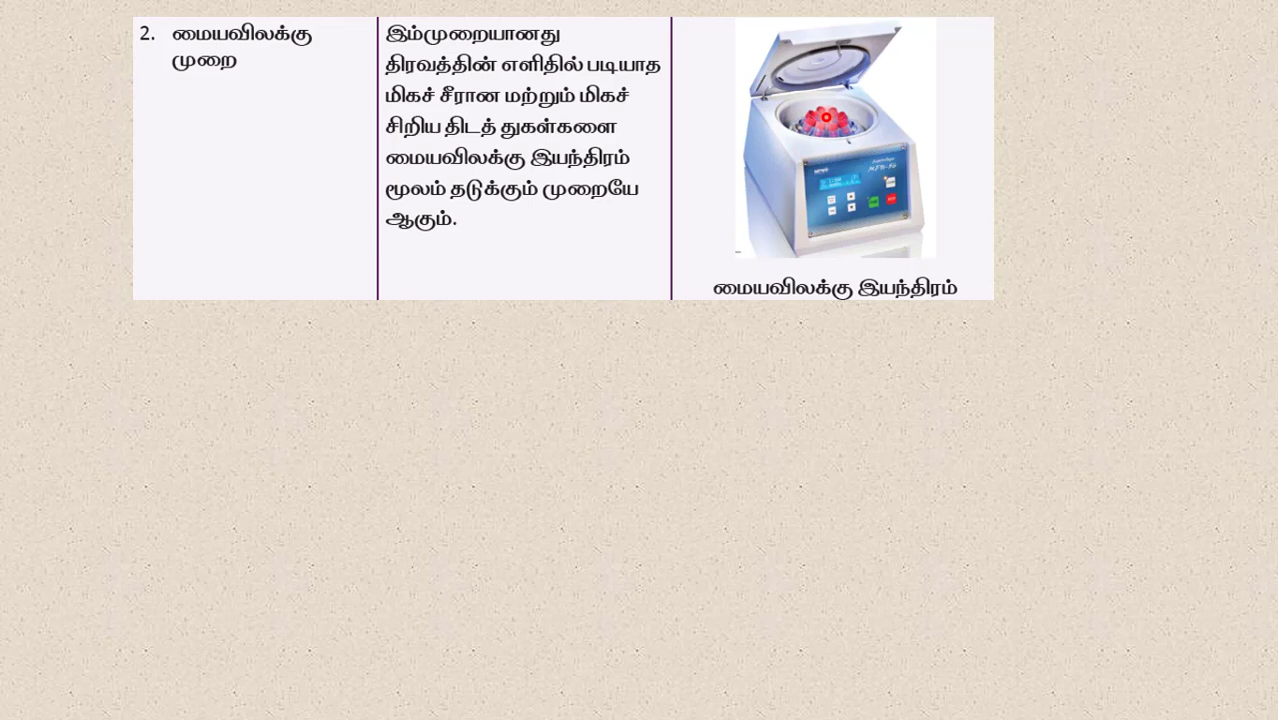 2. மையவிலக்கு
முறை
இம்முறையானது
திரவத்தின் எளிதில் படியாத
மிகச் சீரான மற்றும் மிகச்
சிறிய திடத் துகள்களை
மையவிலக்கு இயந்திரம்
மூலம் தடுக்கும் முறையே
ஆகும்.
மையவிலக்கு இயந்திரம்